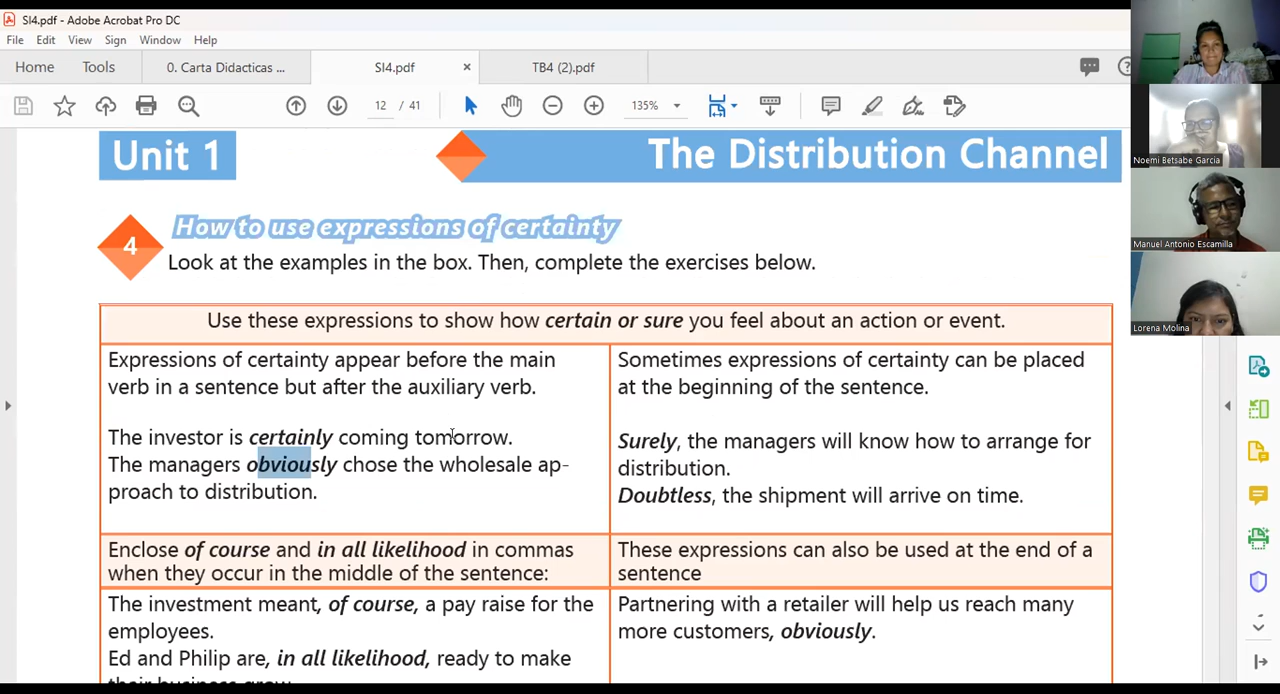 SI4.pdf - Adobe Acrobat Pro DC
File Edit View Sign Window Help
Home Tools 0. Carta Didacticas ... SI4.pdf × TB4 (2).pdf
12 / 41 135%
Unit 1 The Distribution Channel
4 How to use expressions of certainty
Look at the examples in the box. Then, complete the exercises below.
Use these expressions to show how certain or sure you feel about an action or event.
Expressions of certainty appear before the main
verb in a sentence but after the auxiliary verb.
The investor is certainly coming tomorrow.
The managers obviously chose the wholesale ap-
proach to distribution.
Sometimes expressions of certainty can be placed
at the beginning of the sentence.
Surely, the managers will know how to arrange for
distribution.
Doubtless, the shipment will arrive on time.
Enclose of course and in all likelihood in commas
when they occur in the middle of the sentence:
These expressions can also be used at the end of a
sentence
The investment meant, of course, a pay raise for the
employees.
Ed and Philip are, in all likelihood, ready to make
their business grow.
Partnering with a retailer will help us reach many
more customers, obviously.
Noemi Betsabe Garcia
Manuel Antonio Escamilla
Lorena Molina